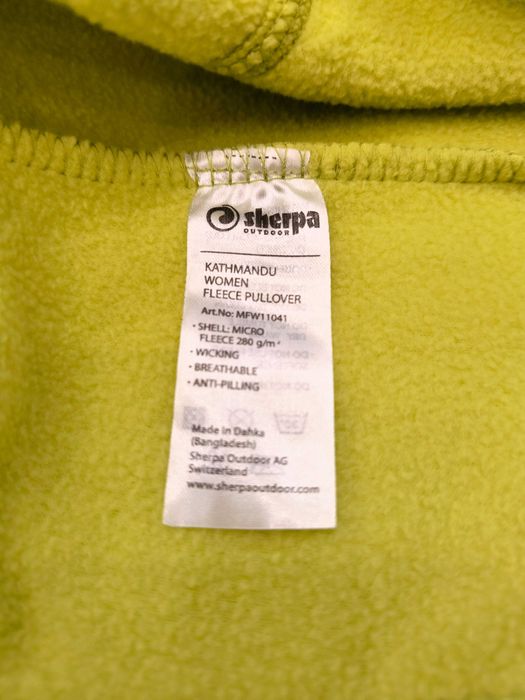 sherpa
OUTDOOR
KATHMANDU
WOMEN
FLEECE PULLOVER
Art.No: MFW11041
· SHELL: MICRO
FLEECE 280 g/m²
· WICKING
· BREATHABLE
· ANTI-PILLING
Made in Dahka
(Bangladesh)
Sherpa Outdoor AG
Switzerland
www.sherpaoutdoor.com